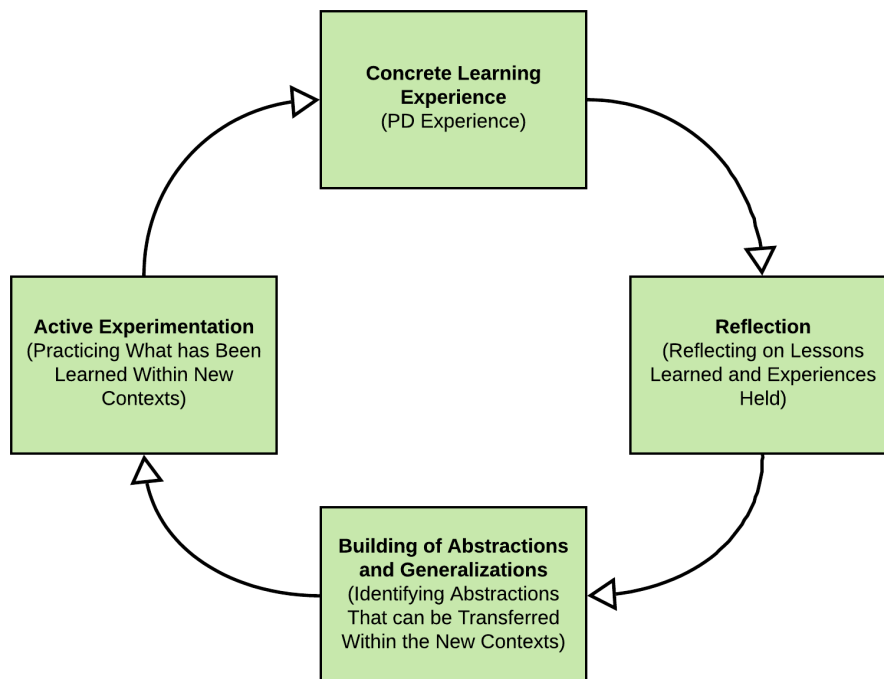 Concrete Learning
Experience
(PD Experience)
Reflection
(Reflecting on Lessons
Learned and Experiences
Held)
Building of Abstractions
and Generalizations
(Identifying Abstractions
That can be Transferred
Within the New Contexts)
Active Experimentation
(Practicing What has Been
Learned Within New
Contexts)